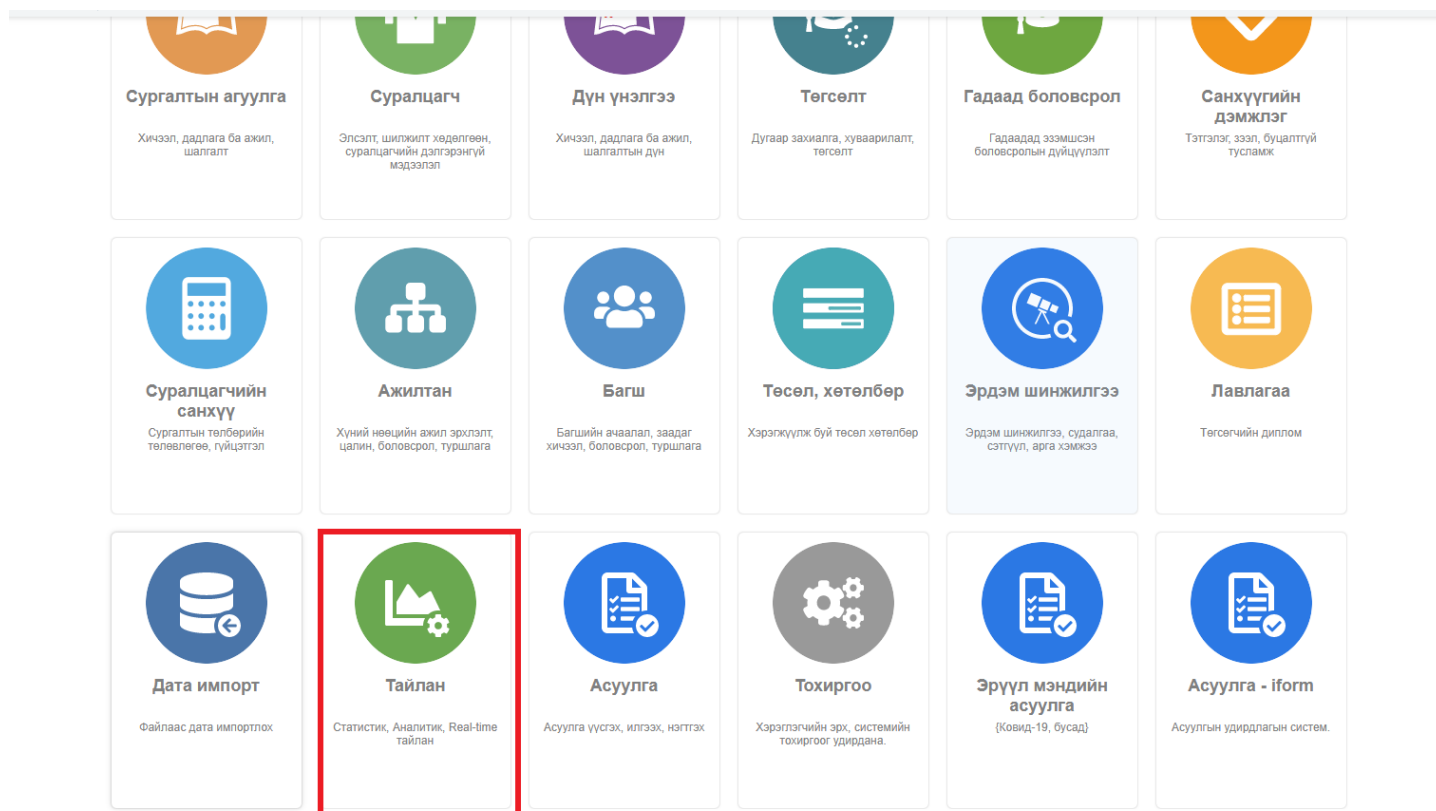 Сургалтын агуулга
Хичээл, дадлага ба ажил,
шалгалт
Суралцагч
Элсэлт, шилжилт хөдөлгөөн,
суралцагчийн дэлгэрэнгүй
мэдээлэл
Дүн үнэлгээ
Хичээл, дадлага ба ажил,
шалгалтын дүн
Төгсөлт
Дугаар захиалга, хуваарилалт,
төгсөлт
Гадаад боловсрол
Гадаадад эзэмшсэн
боловсролын дүйцүүлэлт
Санхүүгийн
дэмжлэг
Тэтгэлэг, зээл, буцалтгүй
тусламж
Суралцагчийн
санхүү
Сургалтын төлбөрийн
төлөвлөгөө, гүйцэтгэл
Ажилтан
Хүний нөөцийн ажил эрхлэлт,
цалин, боловсрол, туршлага
Багш
Багшийн ачаалал, заадаг
хичээл, боловсрол, туршлага
Төсөл, хөтөлбөр
Хэрэгжүүлж буй төсөл хөтөлбөр
Эрдэм шинжилгээ
Эрдэм шинжилгээ, судалгаа,
сэтгүүл, арга хэмжээ
Лавлагаа
Төгсөгчийн диплом
Дата импорт
Файлаас дата импортлох
Тайлан
Статистик, Аналитик, Real-time
тайлан
Асуулга
Асуулга үүсгэх, илгээх, нэгтгэх
Тохиргоо
Хэрэглэгчийн эрх, системийн
тохиргоог удирдана.
Эрүүл мэндийн
асуулга
{Ковид-19, бусад}
Асуулга - iform
Асуулгын удирдлагын систем.